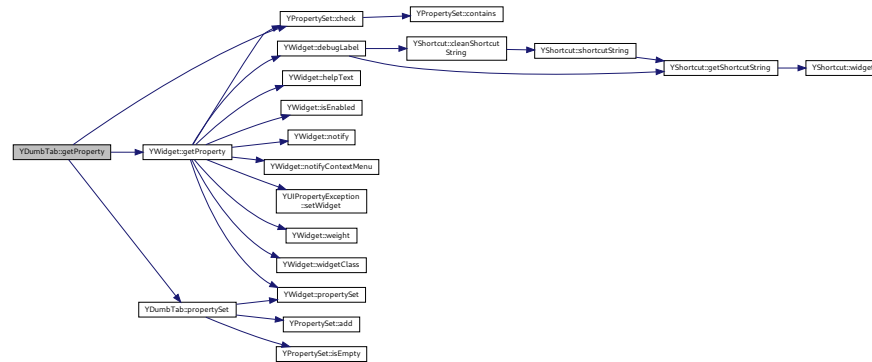 YPropertySet::check
YPropertySet::contains
YWidget::debugLabel
YShortcut::cleanShortcut
String
YShortcut::shortcutString
YShortcut::getShortcutString
YShortcut::widget
YWidget::helpText
YWidget::isEnabled
YWidget::notify
YDumbTab::getProperty
YWidget::getProperty
YWidget::notifyContextMenu
YUIPropertyException
::setWidget
YWidget::weight
YWidget::widgetClass
YWidget::propertySet
YDumbTab::propertySet
YPropertySet::add
YPropertySet::isEmpty